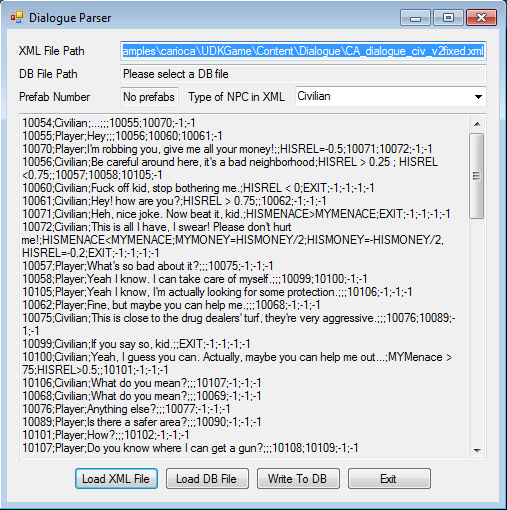 Dialogue Parser
XML File Path
amples\carioca\UDKGame\Content\Dialogue\CA_dialogue_civ_v2fixed.xml
DB File Path
Please select a DB file
Prefab Number
No prefabs
Type of NPC in XML
Civilian
10054;Civilian;...;;;10055;10070;-1;-1
10055;Player;Hey;;;10056;10060;10061;-1
10070;Player;I'm robbing you, give me all your money!;;HISREL=-0.5;10071;10072;-1;-1
10056;Civilian;Be careful around here, it's a bad neighborhood;HISREL > 0.25 ; HISREL
<0.75;;10057;10058;10105;-1
10060;Civilian;Fuck off kid, stop bothering me.;HISREL < 0;EXIT;-1;-1;-1;-1
10061;Civilian;Hey! how are you?;HISREL > 0.75;;10062;-1;-1;-1
10071;Civilian;Heh, nice joke. Now beat it, kid.;HISMENACE>MYMENACE;EXIT;-1;-1;-1;-1
10072;Civilian;This is all I have, I swear! Please don't hurt
me!;HISMENACE<MYMENACE;MYMONEY=HISMONEY/2;HISMONEY=-HISMONEY/2,
HISREL=-0.2;EXIT;-1;-1;-1;-1
10057;Player;What's so bad about it?;;;10075;-1;-1;-1
10058;Player;Yeah I know. I can take care of myself.;;;10099;10100;-1;-1
10105;Player;Yeah I know, I'm actually looking for some protection.;;;10106;-1;-1;-1
10062;Player;Fine, but maybe you can help me.;;;10068;-1;-1;-1
10075;Civilian;This is close to the drug dealers' turf, they're very aggressive.;;;10076;10089;-
1;-1
10099;Civilian;If you say so, kid.;;EXIT;-1;-1;-1;-1
10100;Civilian;Yeah, I guess you can. Actually, maybe you can help me out...;MYMenace >
75;HISREL>0.5;;10101;-1;-1;-1
10106;Civilian;What do you mean?;;;10107;-1;-1;-1
10068;Civilian;What do you mean?;;;10069;-1;-1;-1
10076;Player;Anything else?;;;10077;-1;-1;-1
10089;Player;Is there a safer area?;;;10090;-1;-1;-1
10101;Player;How?;;;10102;-1;-1;-1
10107;Player;Do you know where I can get a gun?;;;10108;10109;-1;-1
Load XML File
Load DB File
Write To DB
Exit